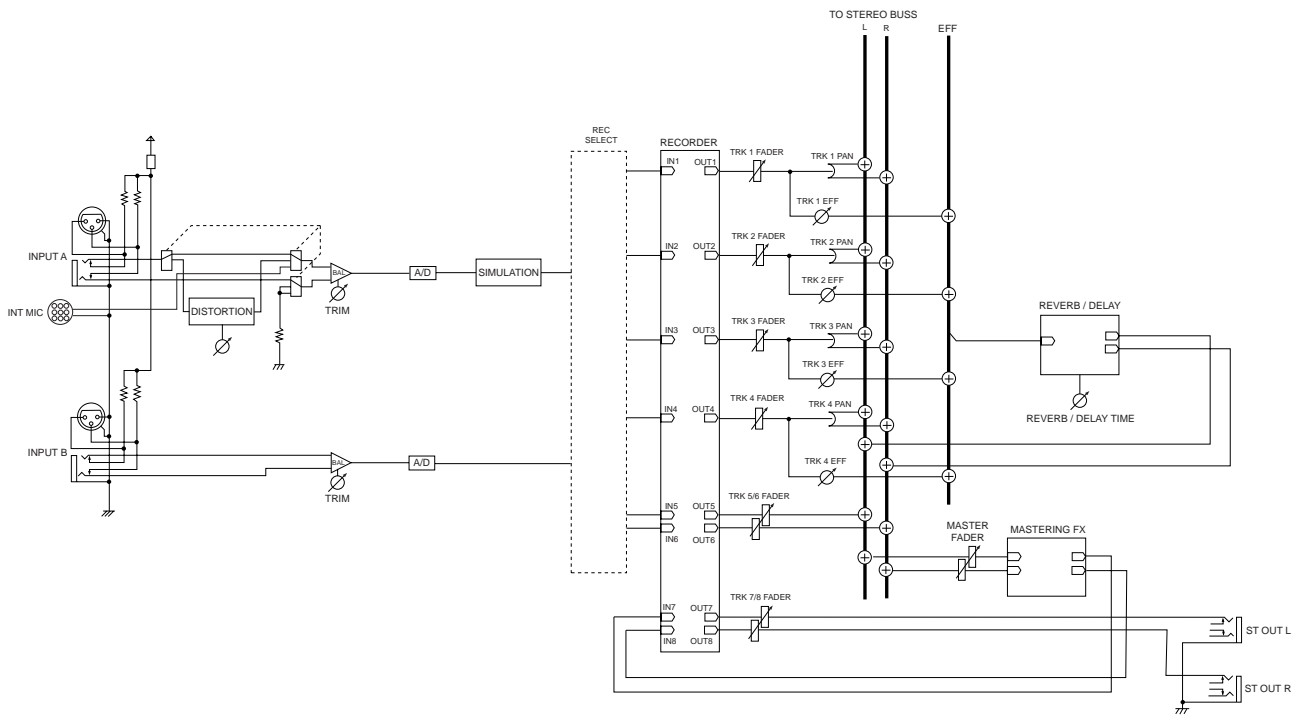 TO STEREO BUSS
L R EFF
REC
SELECT
RECORDER
IN1 OUT1 TRK 1 FADER TRK 1 PAN
TRK 1 EFF
INPUT A
IN2 OUT2 TRK 2 FADER TRK 2 PAN
BAL A/D SIMULATION
TRIM
TRK 2 EFF
INT MIC
DISTORTION
REVERB / DELAY
IN3 OUT3 TRK 3 FADER TRK 3 PAN
TRK 3 EFF
REVERB / DELAY TIME
IN4 OUT4 TRK 4 FADER TRK 4 PAN
INPUT B
BAL A/D
TRIM
TRK 4 EFF
TRK 5/6 FADER
IN5 OUT5
IN6 OUT6
MASTER
FADER
MASTERING FX
TRK 7/8 FADER
IN7 OUT7
IN8 OUT8
ST OUT L
ST OUT R